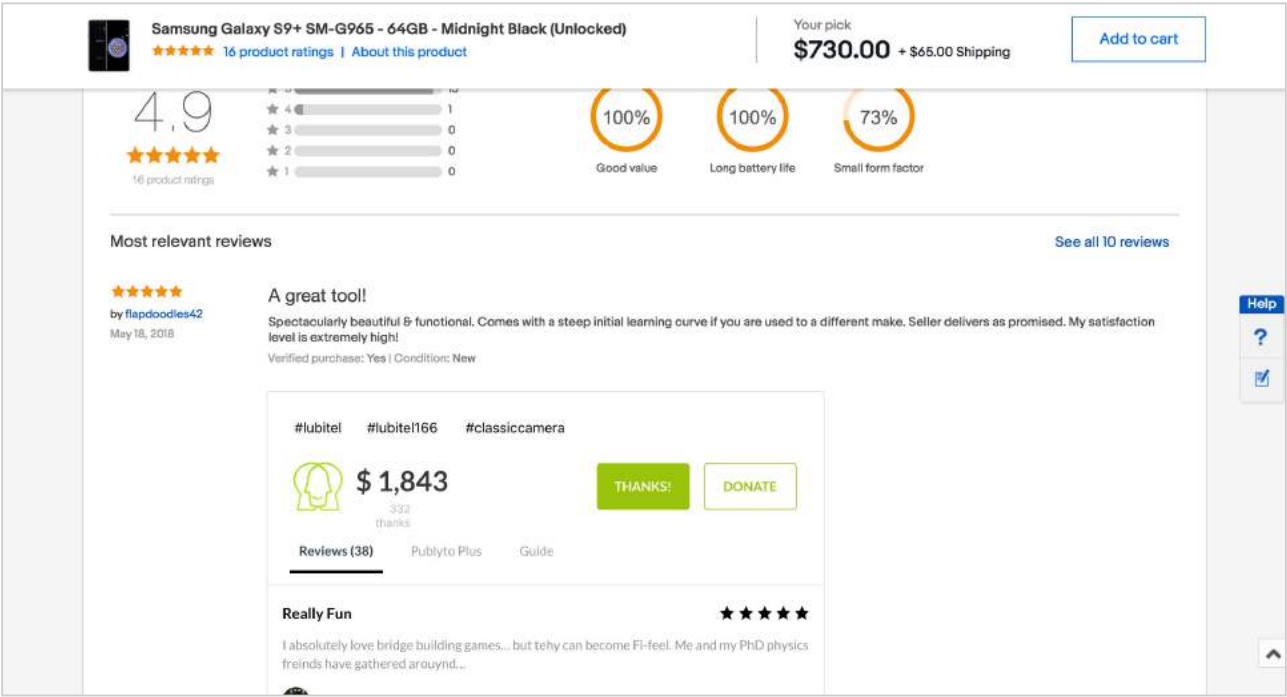 Samsung Galaxy S9+ SM-G965 - 64GB - Midnight Black (Unlocked)
16 product ratings | About this product
Your pick
$730.00 + $65.00 Shipping
Add to cart
4.9
16 product ratings
4 1
3 0
2 0
1 0
100%
Good value
100%
Long battery life
73%
Small form factor
Most relevant reviews
See all 10 reviews
by flapdoodles42
May 18, 2018
A great tool!
Spectacularly beautiful & functional. Comes with a steep initial learning curve if you are used to a different make. Seller delivers as promised. My satisfaction
level is extremely high!
Verified purchase: Yes | Condition: New
Help
?
#lubitel #lubitel166 #classiccamera
$ 1,843
332
thanks
THANKS!
DONATE
Reviews (38) Publyto Plus Guide
Really Fun
I absolutely love bridge building games... but tehy can become Fi-feel. Me and my PhD physics
freinds have gathered arouynd...